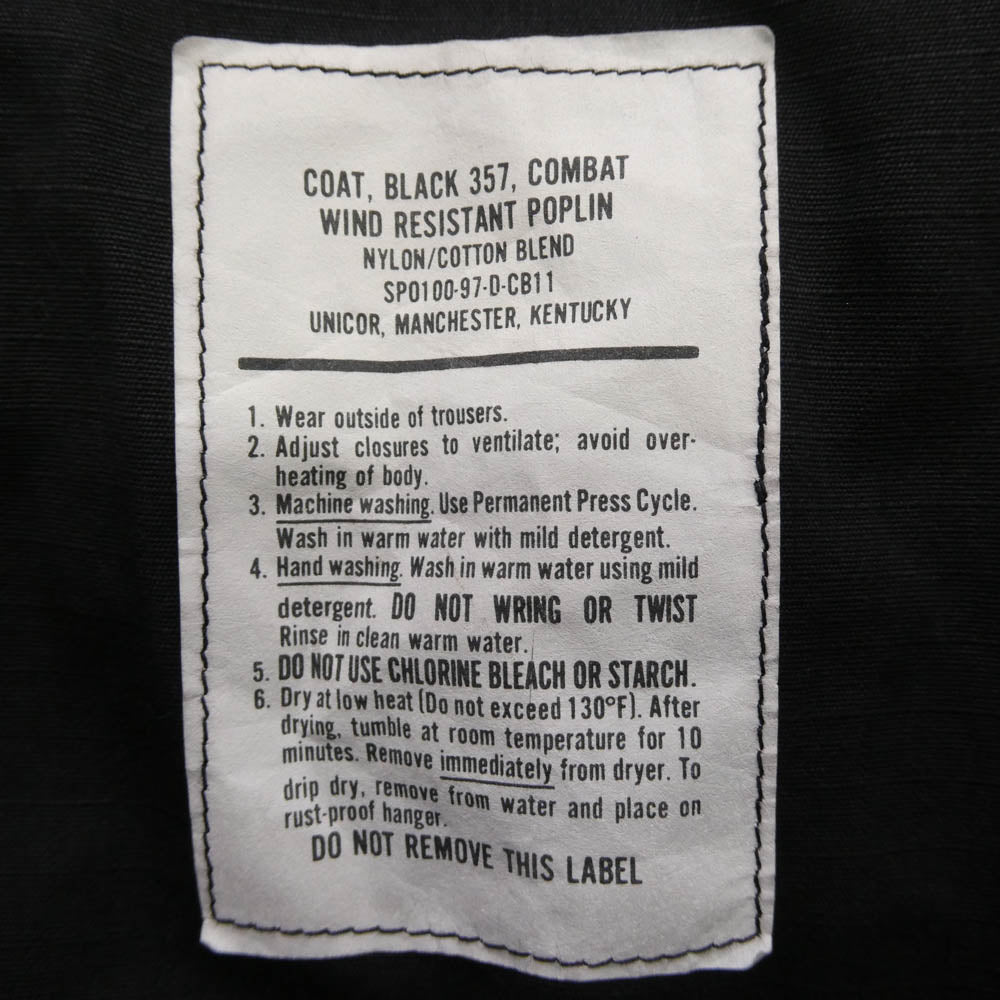 COAT, BLACK 357, COMBAT
WIND RESISTANT POPLIN
NYLON/COTTON BLEND
SPO100-97-D-CB11
UNICOR, MANCHESTER, KENTUCKY
1. Wear outside of trousers.
2. Adjust closures to ventilate; avoid over-
heating of body.
3. Machine washing. Use Permanent Press Cycle.
Wash in warm water with mild detergent.
4. Hand washing. Wash in warm water using mild
detergent. DO NOT WRING OR TWIST
Rinse in clean warm water.
5. DO NOT USE CHLORINE BLEACH OR STARCH.
6. Dry at low heat (Do not exceed 130°F). After
drying, tumble at room temperature for 10
minutes. Remove immediately from dryer. To
drip dry, remove from water and place on
rust-proof hanger.
DO NOT REMOVE THIS LABEL